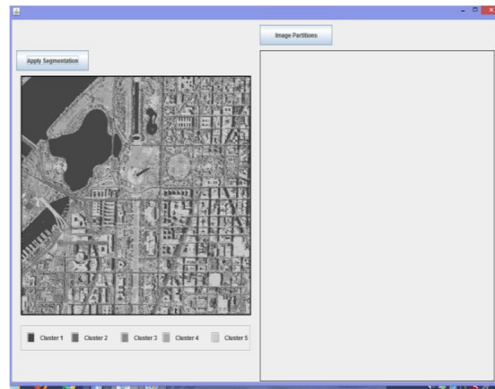 Image Partitions
Apply Segmentation
Cluster 1 Cluster 2 Cluster 3 Cluster 4 Cluster 5